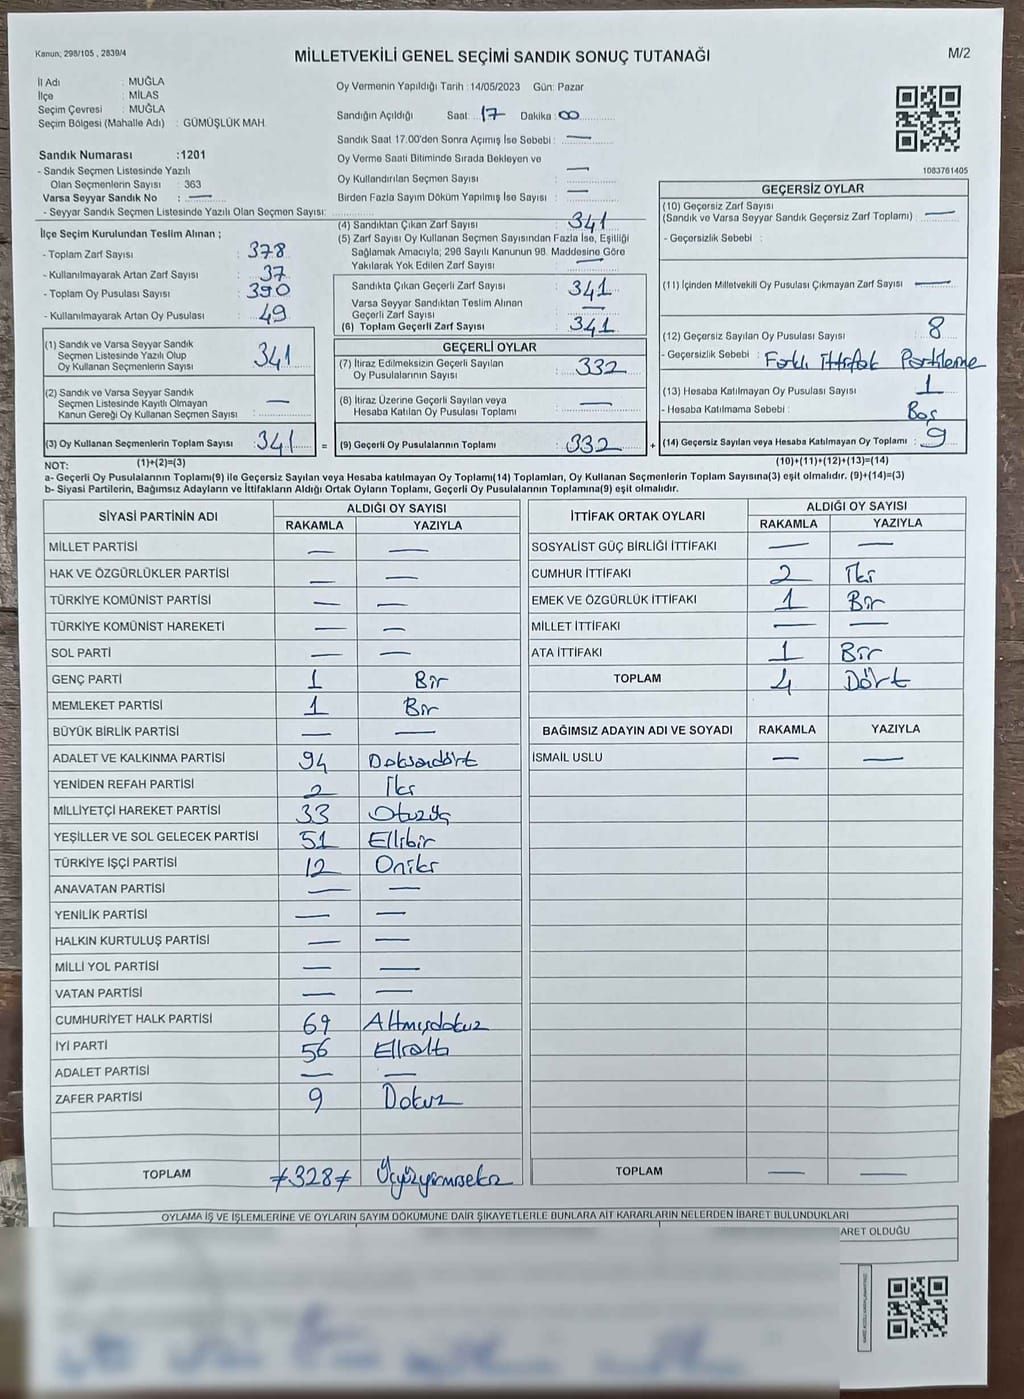 Kanun; 298/105 , 2839/4
MİLLETVEKİLİ GENEL SEÇİMİ SANDIK SONUÇ TUTANAĞI
M/2
İl Adı : MUĞLA
İlçe : MİLAS
Seçim Çevresi : MUĞLA
Seçim Bölgesi (Mahalle Adı) : GÜMÜŞLÜK MAH.
Sandık Numarası :1201
- Sandık Seçmen Listesinde Yazılı
Olan Seçmenlerin Sayısı : 363
Varsa Seyyar Sandık No : —
- Seyyar Sandık Seçmen Listesinde Yazılı Olan Seçmen Sayısı:
Oy Vermenin Yapıldığı Tarih :14/05/2023 Gün: Pazar
Sandığın Açıldığı Saat: 17 Dakika: 00
Sandık Saat 17.00'den Sonra Açımış İse Sebebi : —
Oy Verme Saati Bitiminde Sırada Bekleyen ve
Oy Kullandırılan Seçmen Sayısı : —
Birden Fazla Sayım Döküm Yapılmış İse Sayısı : —
1083761405
İlçe Seçim Kurulundan Teslim Alınan ;
- Toplam Zarf Sayısı : 378
- Kullanılmayarak Artan Zarf Sayısı : 37
- Toplam Oy Pusulası Sayısı : 390
- Kullanılmayarak Artan Oy Pusulası : 49
(4) Sandıktan Çıkan Zarf Sayısı : 341
(5) Zarf Sayısı Oy Kullanan Seçmen Sayısından Fazla İse, Eşitliği
Sağlamak Amacıyla; 298 Sayılı Kanunun 98. Maddesine Göre
Yakılarak Yok Edilen Zarf Sayısı : —
Sandıkta Çıkan Geçerli Zarf Sayısı : 341
Varsa Seyyar Sandıktan Teslim Alınan
Geçerli Zarf Sayısı : —
(6) Toplam Geçerli Zarf Sayısı : 341
GEÇERSİZ OYLAR
(10) Geçersiz Zarf Sayısı
(Sandık ve Varsa Seyyar Sandık Geçersiz Zarf Toplamı) : —
- Geçersizlik Sebebi :
(11) İçinden Milletvekili Oy Pusulası Çıkmayan Zarf Sayısı : —
(12) Geçersiz Sayılan Oy Pusulası Sayısı : 8
- Geçersizlik Sebebi : Farklı İttifak Partilerine
(13) Hesaba Katılmayan Oy Pusulası Sayısı : 1
- Hesaba Katılmama Sebebi : Boş
(14) Geçersiz Sayılan veya Hesaba Katılmayan Oy Toplamı : 9
(10)+(11)+(12)+(13)=(14)
(1) Sandık ve Varsa Seyyar Sandık
Seçmen Listesinde Yazılı Olup
Oy Kullanan Seçmenlerin Sayısı : 341
(2) Sandık ve Varsa Seyyar Sandık
Seçmen Listesinde Kayıtlı Olmayan
Kanun Gereği Oy Kullanan Seçmen Sayısı : —
(3) Oy Kullanan Seçmenlerin Toplam Sayısı : 341 =
(1)+(2)=(3)
GEÇERLİ OYLAR
(7) İtiraz Edilmeksizin Geçerli Sayılan
Oy Pusulalarının Sayısı : 332
(8) İtiraz Üzerine Geçerli Sayılan veya
Hesaba Katılan Oy Pusulası Toplamı : —
(9) Geçerli Oy Pusulalarının Toplamı : 332 +
NOT:
a- Geçerli Oy Pusulalarının Toplamı(9) ile Geçersiz Sayılan veya Hesaba katılmayan Oy Toplamı(14) Toplamları, Oy Kullanan Seçmenlerin Toplam Sayısına(3) eşit olmalıdır. (9)+(14)=(3)
b- Siyasi Partilerin, Bağımsız Adayların ve İttifakların Aldığı Ortak Oyların Toplamı, Geçerli Oy Pusulalarının Toplamına(9) eşit olmalıdır.
SİYASİ PARTİNİN ADI ALDIĞI OY SAYISI
RAKAMLA YAZIYLA
MİLLET PARTİSİ — —
HAK VE ÖZGÜRLÜKLER PARTİSİ — —
TÜRKİYE KOMÜNİST PARTİSİ — —
TÜRKİYE KOMÜNİST HAREKETİ — —
SOL PARTİ — —
GENÇ PARTİ 1 Bir
MEMLEKET PARTİSİ 1 Bir
BÜYÜK BİRLİK PARTİSİ — —
ADALET VE KALKINMA PARTİSİ 94 Doksandört
YENİDEN REFAH PARTİSİ 2 İki
MİLLİYETÇİ HAREKET PARTİSİ 33 Otuzüç
YEŞİLLER VE SOL GELECEK PARTİSİ 51 Ellibir
TÜRKİYE İŞÇİ PARTİSİ 12 Oniki
ANAVATAN PARTİSİ — —
YENİLİK PARTİSİ — —
HALKIN KURTULUŞ PARTİSİ — —
MİLLİ YOL PARTİSİ — —
VATAN PARTİSİ — —
CUMHURİYET HALK PARTİSİ 69 Altmışdokuz
İYİ PARTİ 56 Ellialtı
ADALET PARTİSİ — —
ZAFER PARTİSİ 9 Dokuz
TOPLAM ≠328≠ Üçyüzyirmisekiz
İTTİFAK ORTAK OYLARI ALDIĞI OY SAYISI
RAKAMLA YAZIYLA
SOSYALİST GÜÇ BİRLİĞİ İTTİFAKI — —
CUMHUR İTTİFAKI 2 İki
EMEK VE ÖZGÜRLÜK İTTİFAKI 1 Bir
MİLLET İTTİFAKI — —
ATA İTTİFAKI 1 Bir
TOPLAM 4 Dört
BAĞIMSIZ ADAYIN ADI VE SOYADI RAKAMLA YAZIYLA
İSMAİL USLU — —
TOPLAM — —
OYLAMA İŞ VE İŞLEMLERİNE VE OYLARIN SAYIM DÖKÜMÜNE DAİR ŞİKAYETLERLE BUNLARA AİT KARARLARIN NELERDEN İBARET BULUNDUKLARI
ARET OLDUĞU